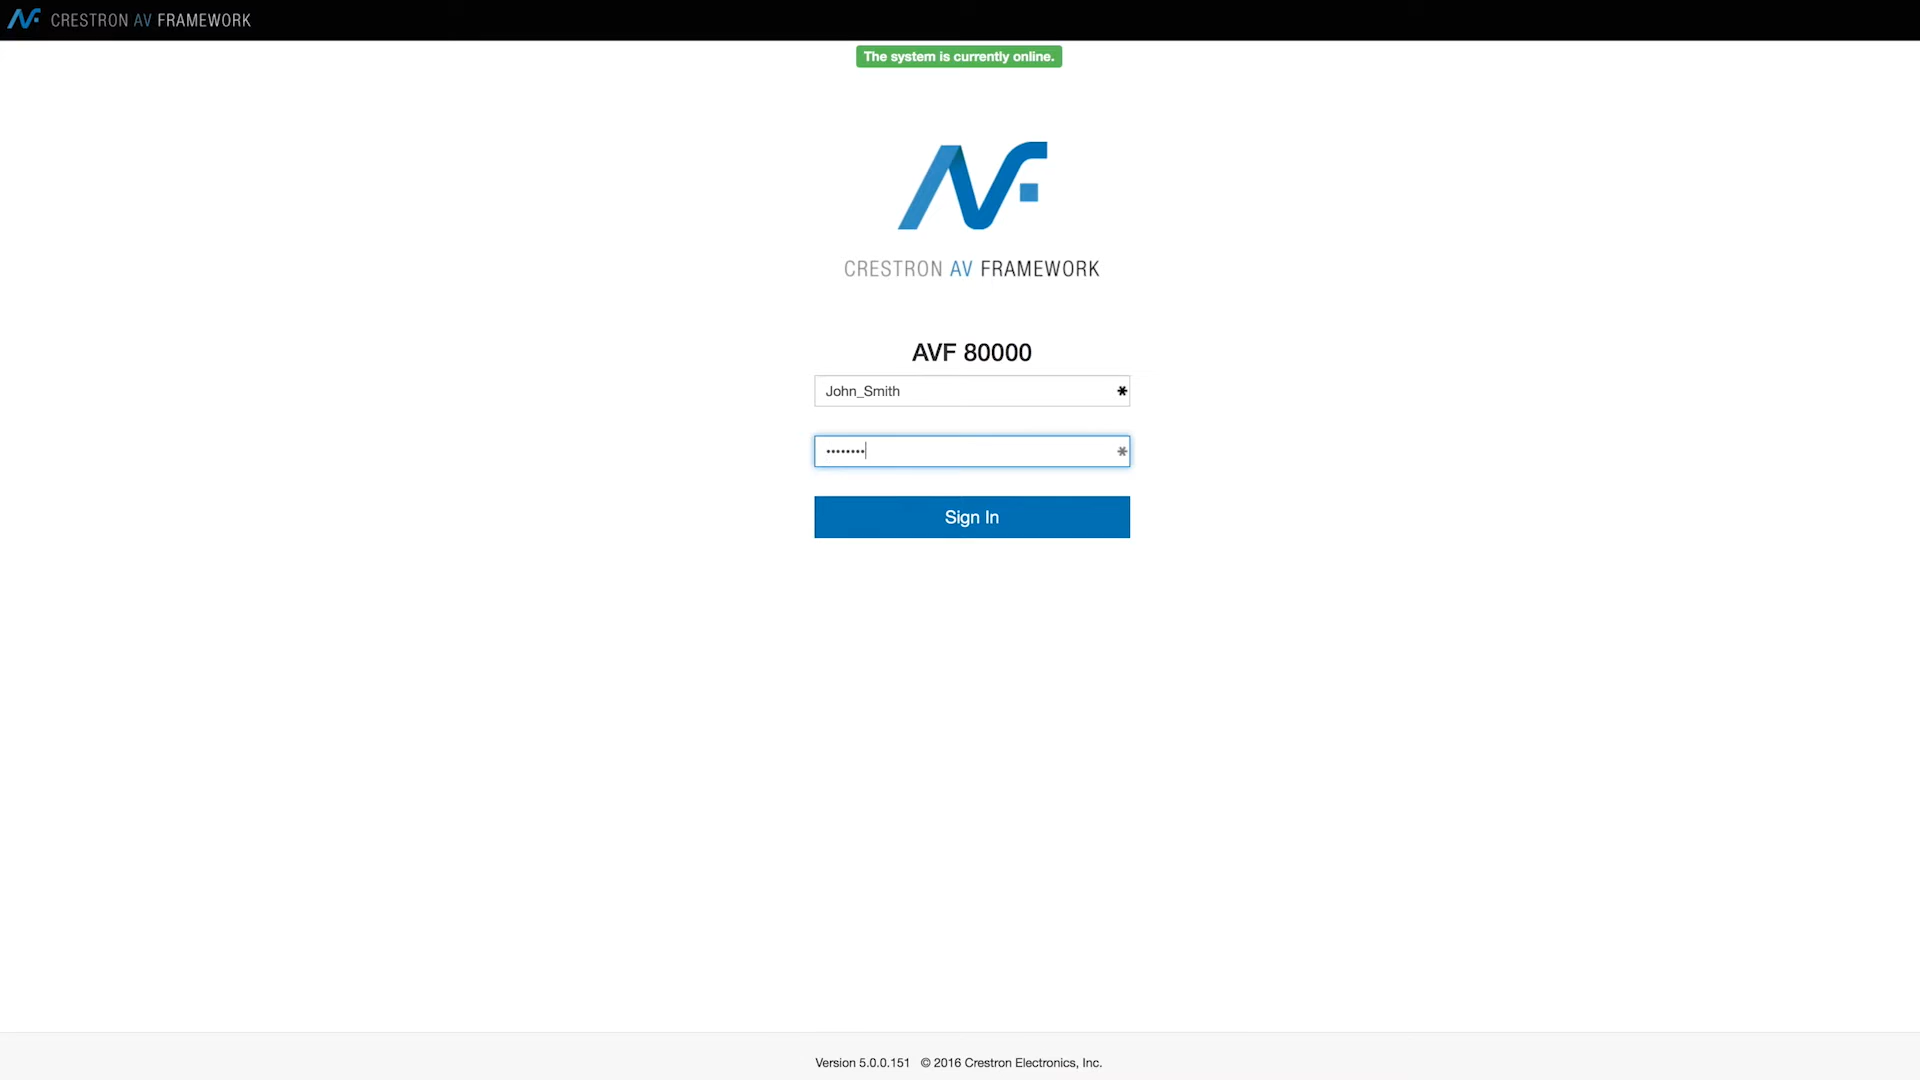 CRESTRON AV FRAMEWORK
The system is currently online.
CRESTRON AV FRAMEWORK
AVF 80000
John_Smith *
•••••••• *
Sign In
Version 5.0.0.151 © 2016 Crestron Electronics, Inc.